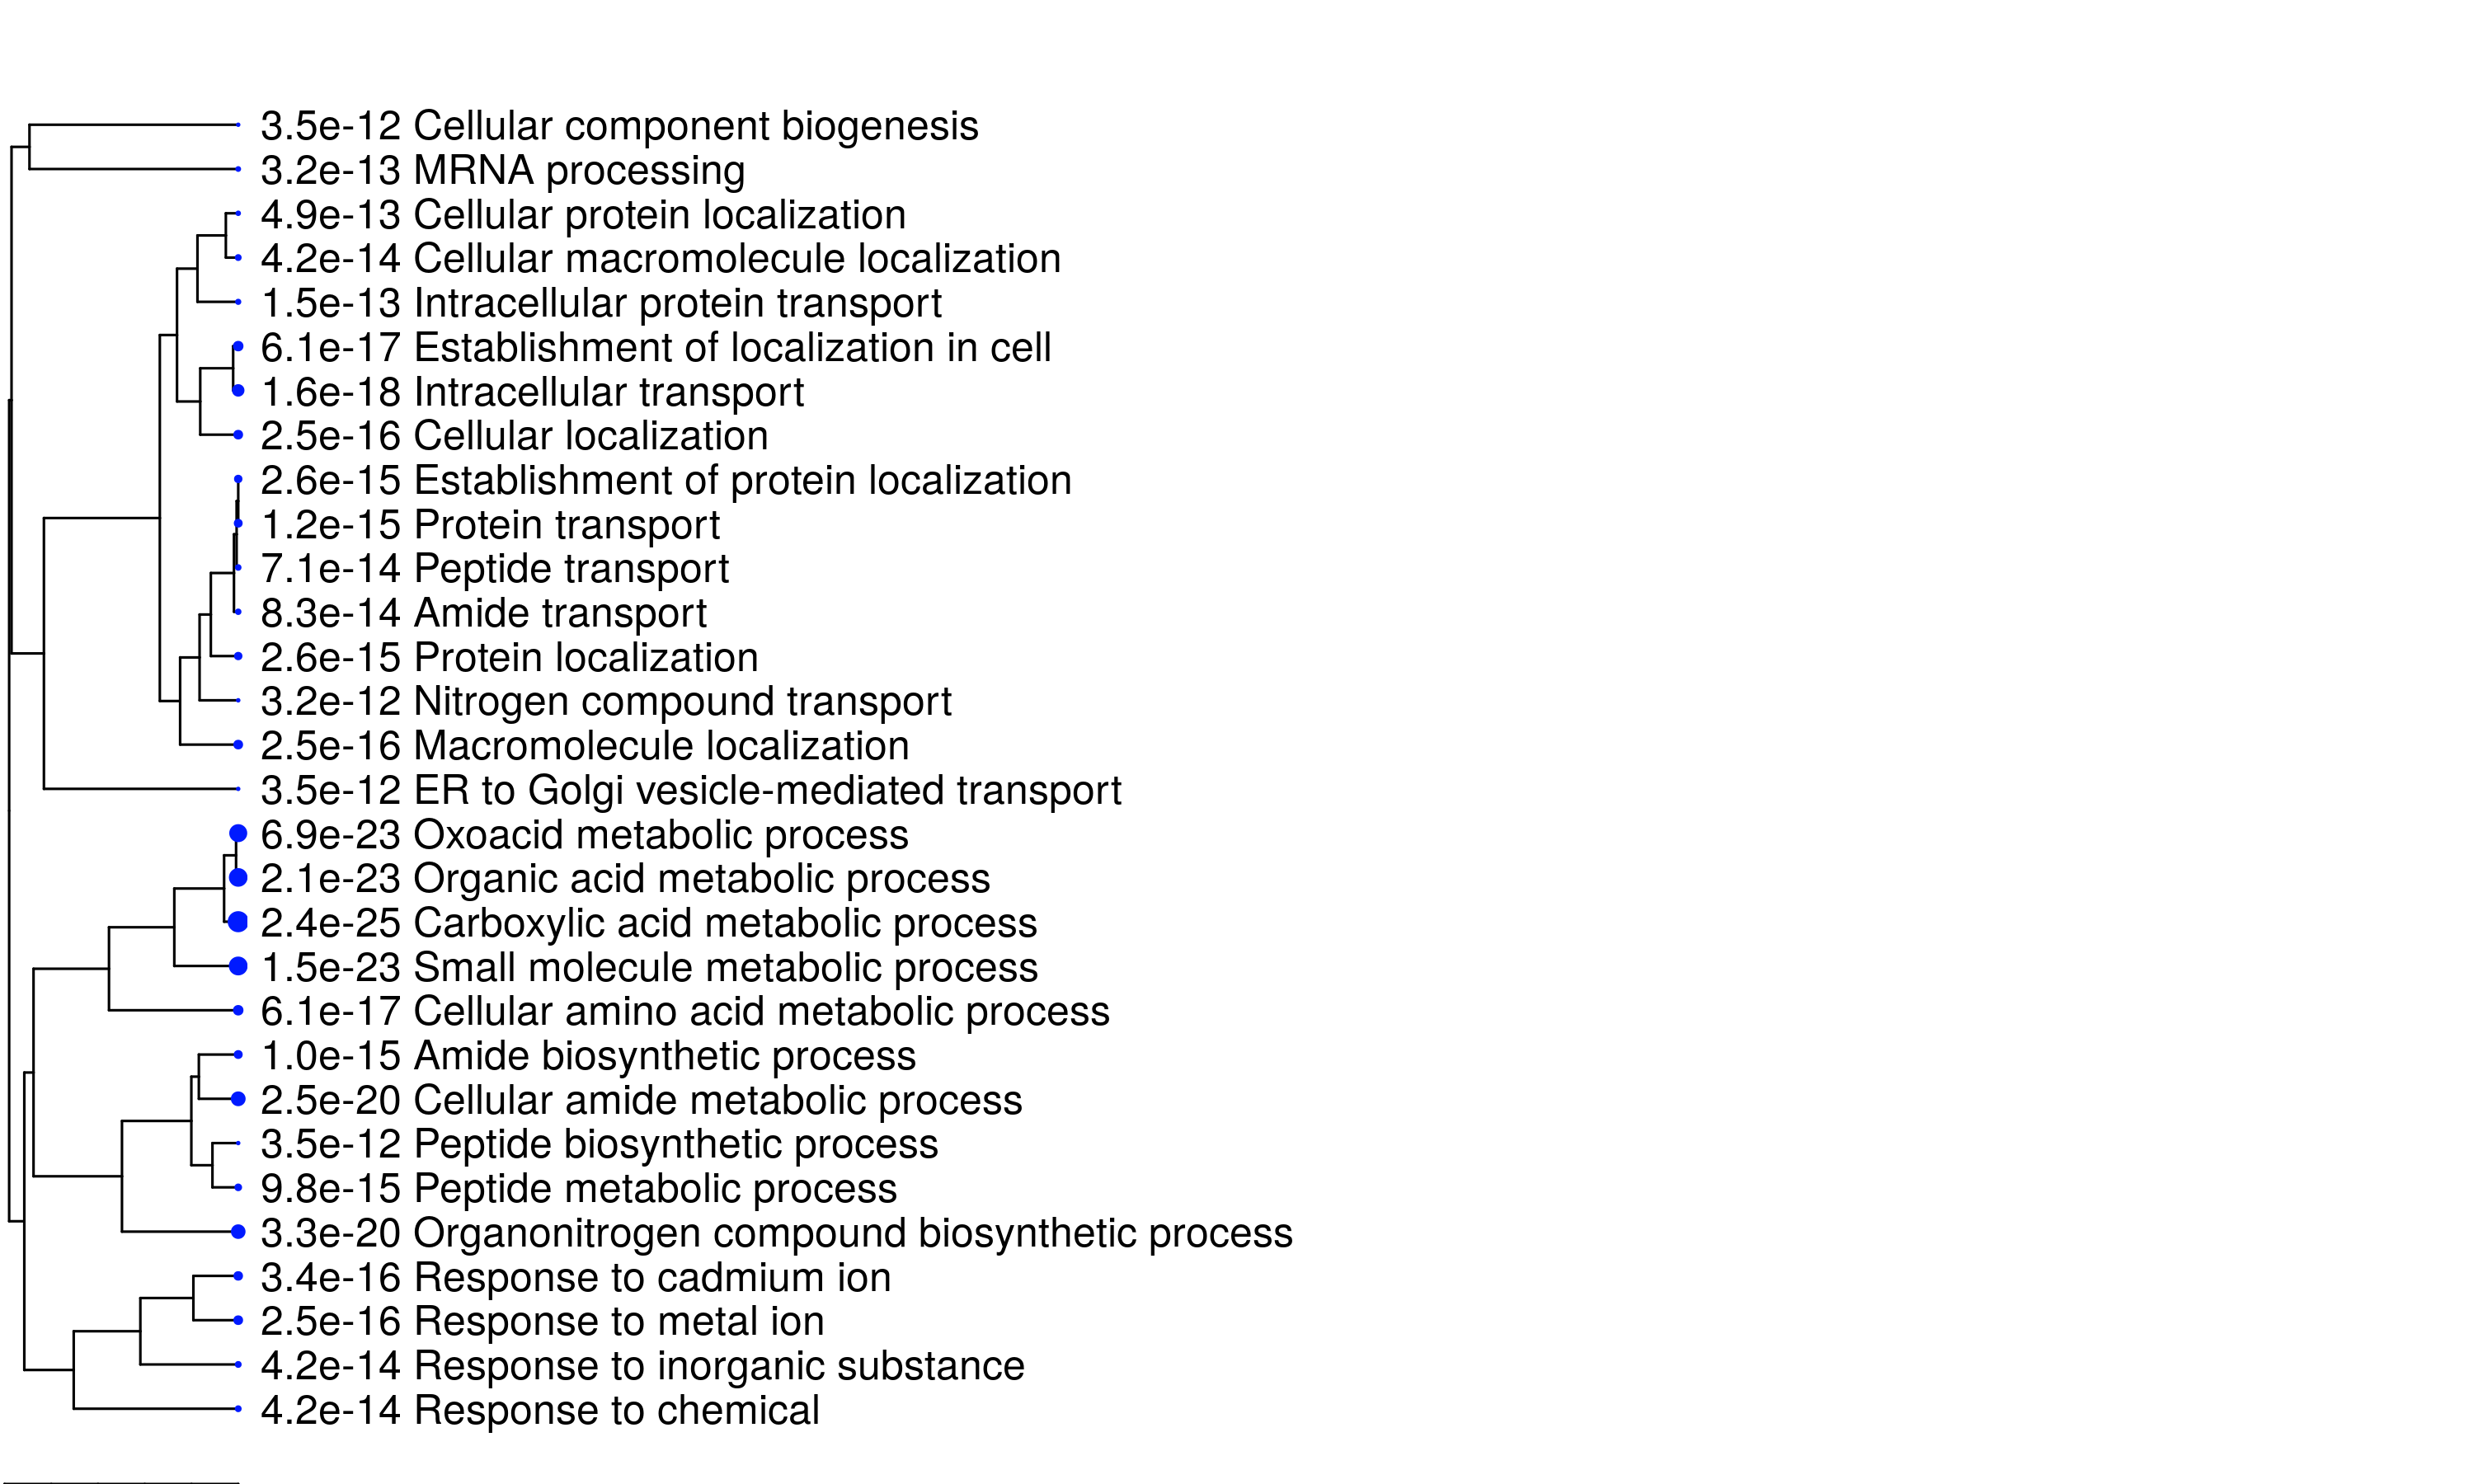 3.5e-12 Cellular component biogenesis
3.2e-13 MRNA processing
4.9e-13 Cellular protein localization
4.2e-14 Cellular macromolecule localization
1.5e-13 Intracellular protein transport
6.1e-17 Establishment of localization in cell
1.6e-18 Intracellular transport
2.5e-16 Cellular localization
2.6e-15 Establishment of protein localization
1.2e-15 Protein transport
7.1e-14 Peptide transport
8.3e-14 Amide transport
2.6e-15 Protein localization
3.2e-12 Nitrogen compound transport
2.5e-16 Macromolecule localization
3.5e-12 ER to Golgi vesicle-mediated transport
6.9e-23 Oxoacid metabolic process
2.1e-23 Organic acid metabolic process
2.4e-25 Carboxylic acid metabolic process
1.5e-23 Small molecule metabolic process
6.1e-17 Cellular amino acid metabolic process
1.0e-15 Amide biosynthetic process
2.5e-20 Cellular amide metabolic process
3.5e-12 Peptide biosynthetic process
9.8e-15 Peptide metabolic process
3.3e-20 Organonitrogen compound biosynthetic process
3.4e-16 Response to cadmium ion
2.5e-16 Response to metal ion
4.2e-14 Response to inorganic substance
4.2e-14 Response to chemical